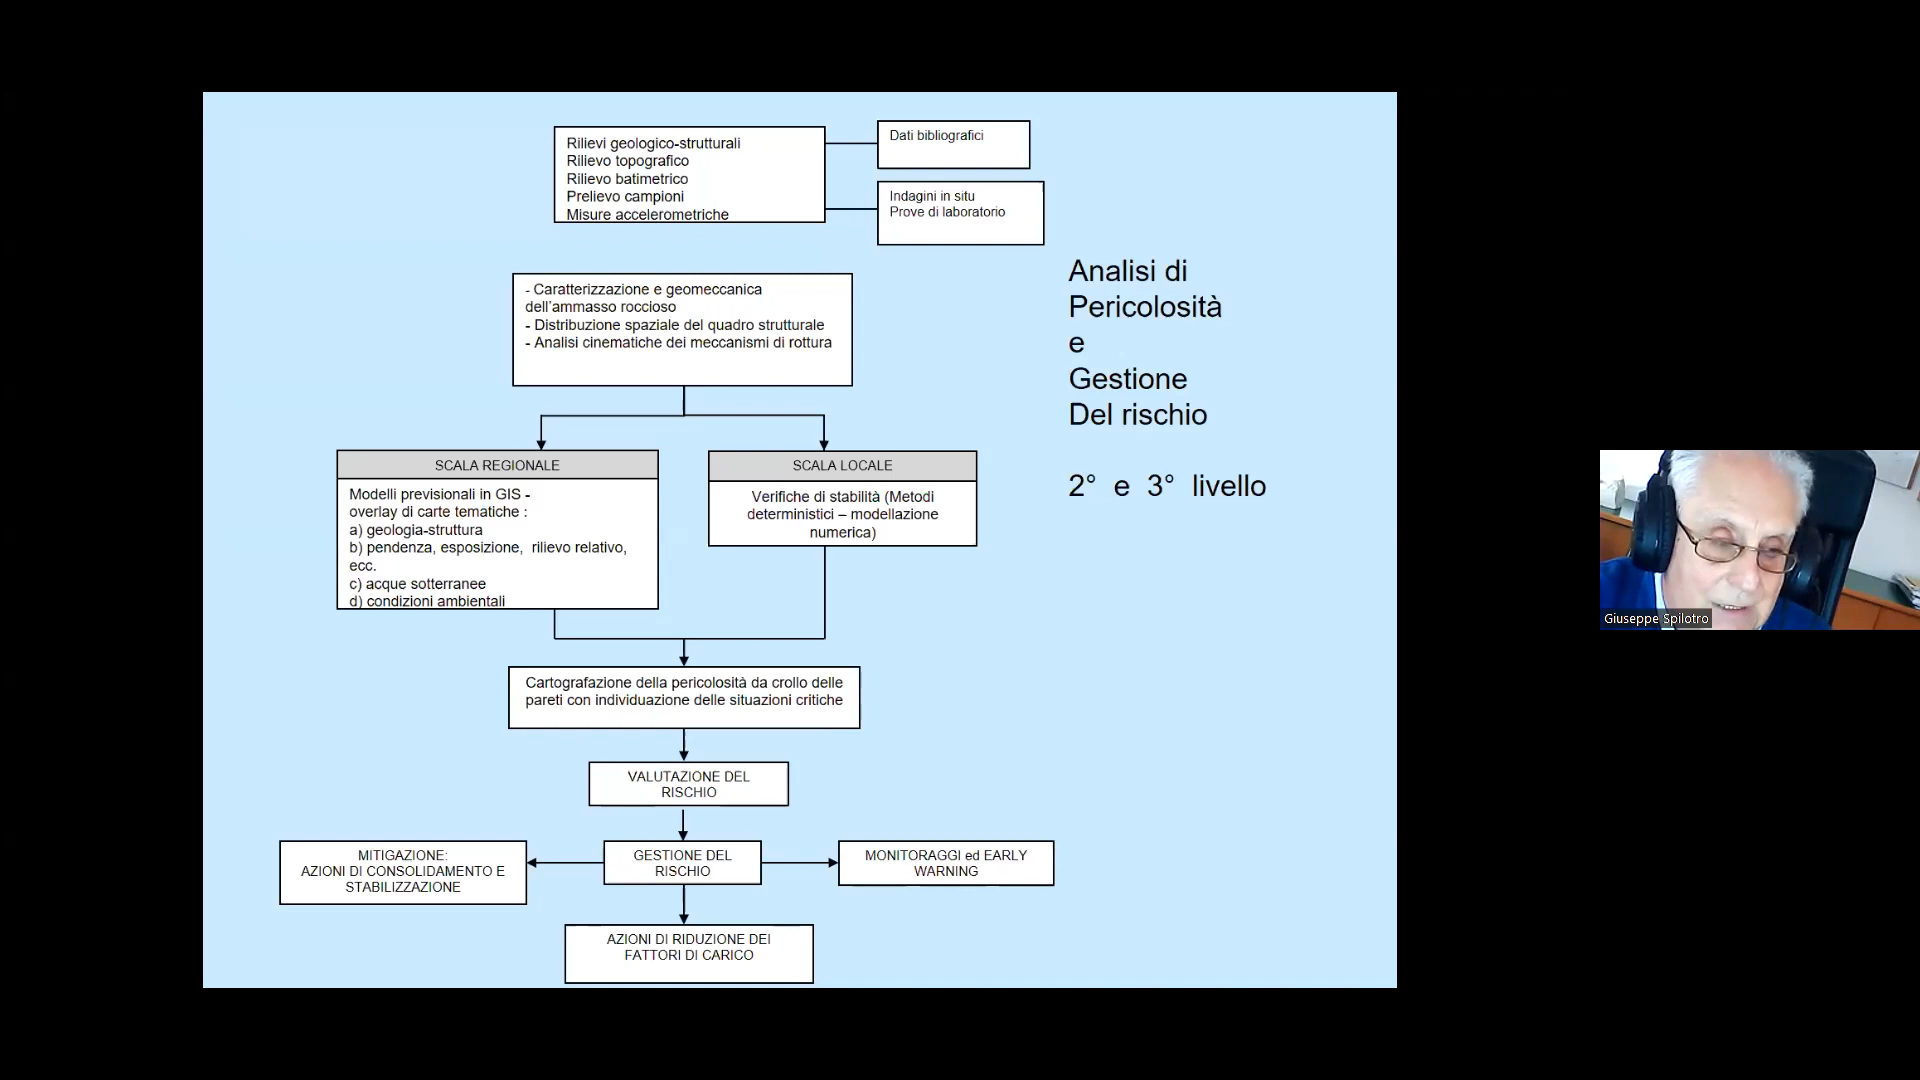 Rilievi geologico-strutturali
Rilievo topografico
Rilievo batimetrico
Prelievo campioni
Misure accelerometriche
Dati bibliografici
Indagini in situ
Prove di laboratorio
- Caratterizzazione e geomeccanica
dell'ammasso roccioso
- Distribuzione spaziale del quadro strutturale
- Analisi cinematiche dei meccanismi di rottura
Analisi di
Pericolosità
e
Gestione
Del rischio
2° e 3° livello
SCALA REGIONALE
Modelli previsionali in GIS -
overlay di carte tematiche :
a) geologia-struttura
b) pendenza, esposizione, rilievo relativo,
ecc.
c) acque sotterranee
d) condizioni ambientali
SCALA LOCALE
Verifiche di stabilità (Metodi
deterministici – modellazione
numerica)
Cartografazione della pericolosità da crollo delle
pareti con individuazione delle situazioni critiche
VALUTAZIONE DEL
RISCHIO
MITIGAZIONE:
AZIONI DI CONSOLIDAMENTO E
STABILIZZAZIONE
GESTIONE DEL
RISCHIO
MONITORAGGI ed EARLY
WARNING
AZIONI DI RIDUZIONE DEI
FATTORI DI CARICO
Giuseppe Spilotro